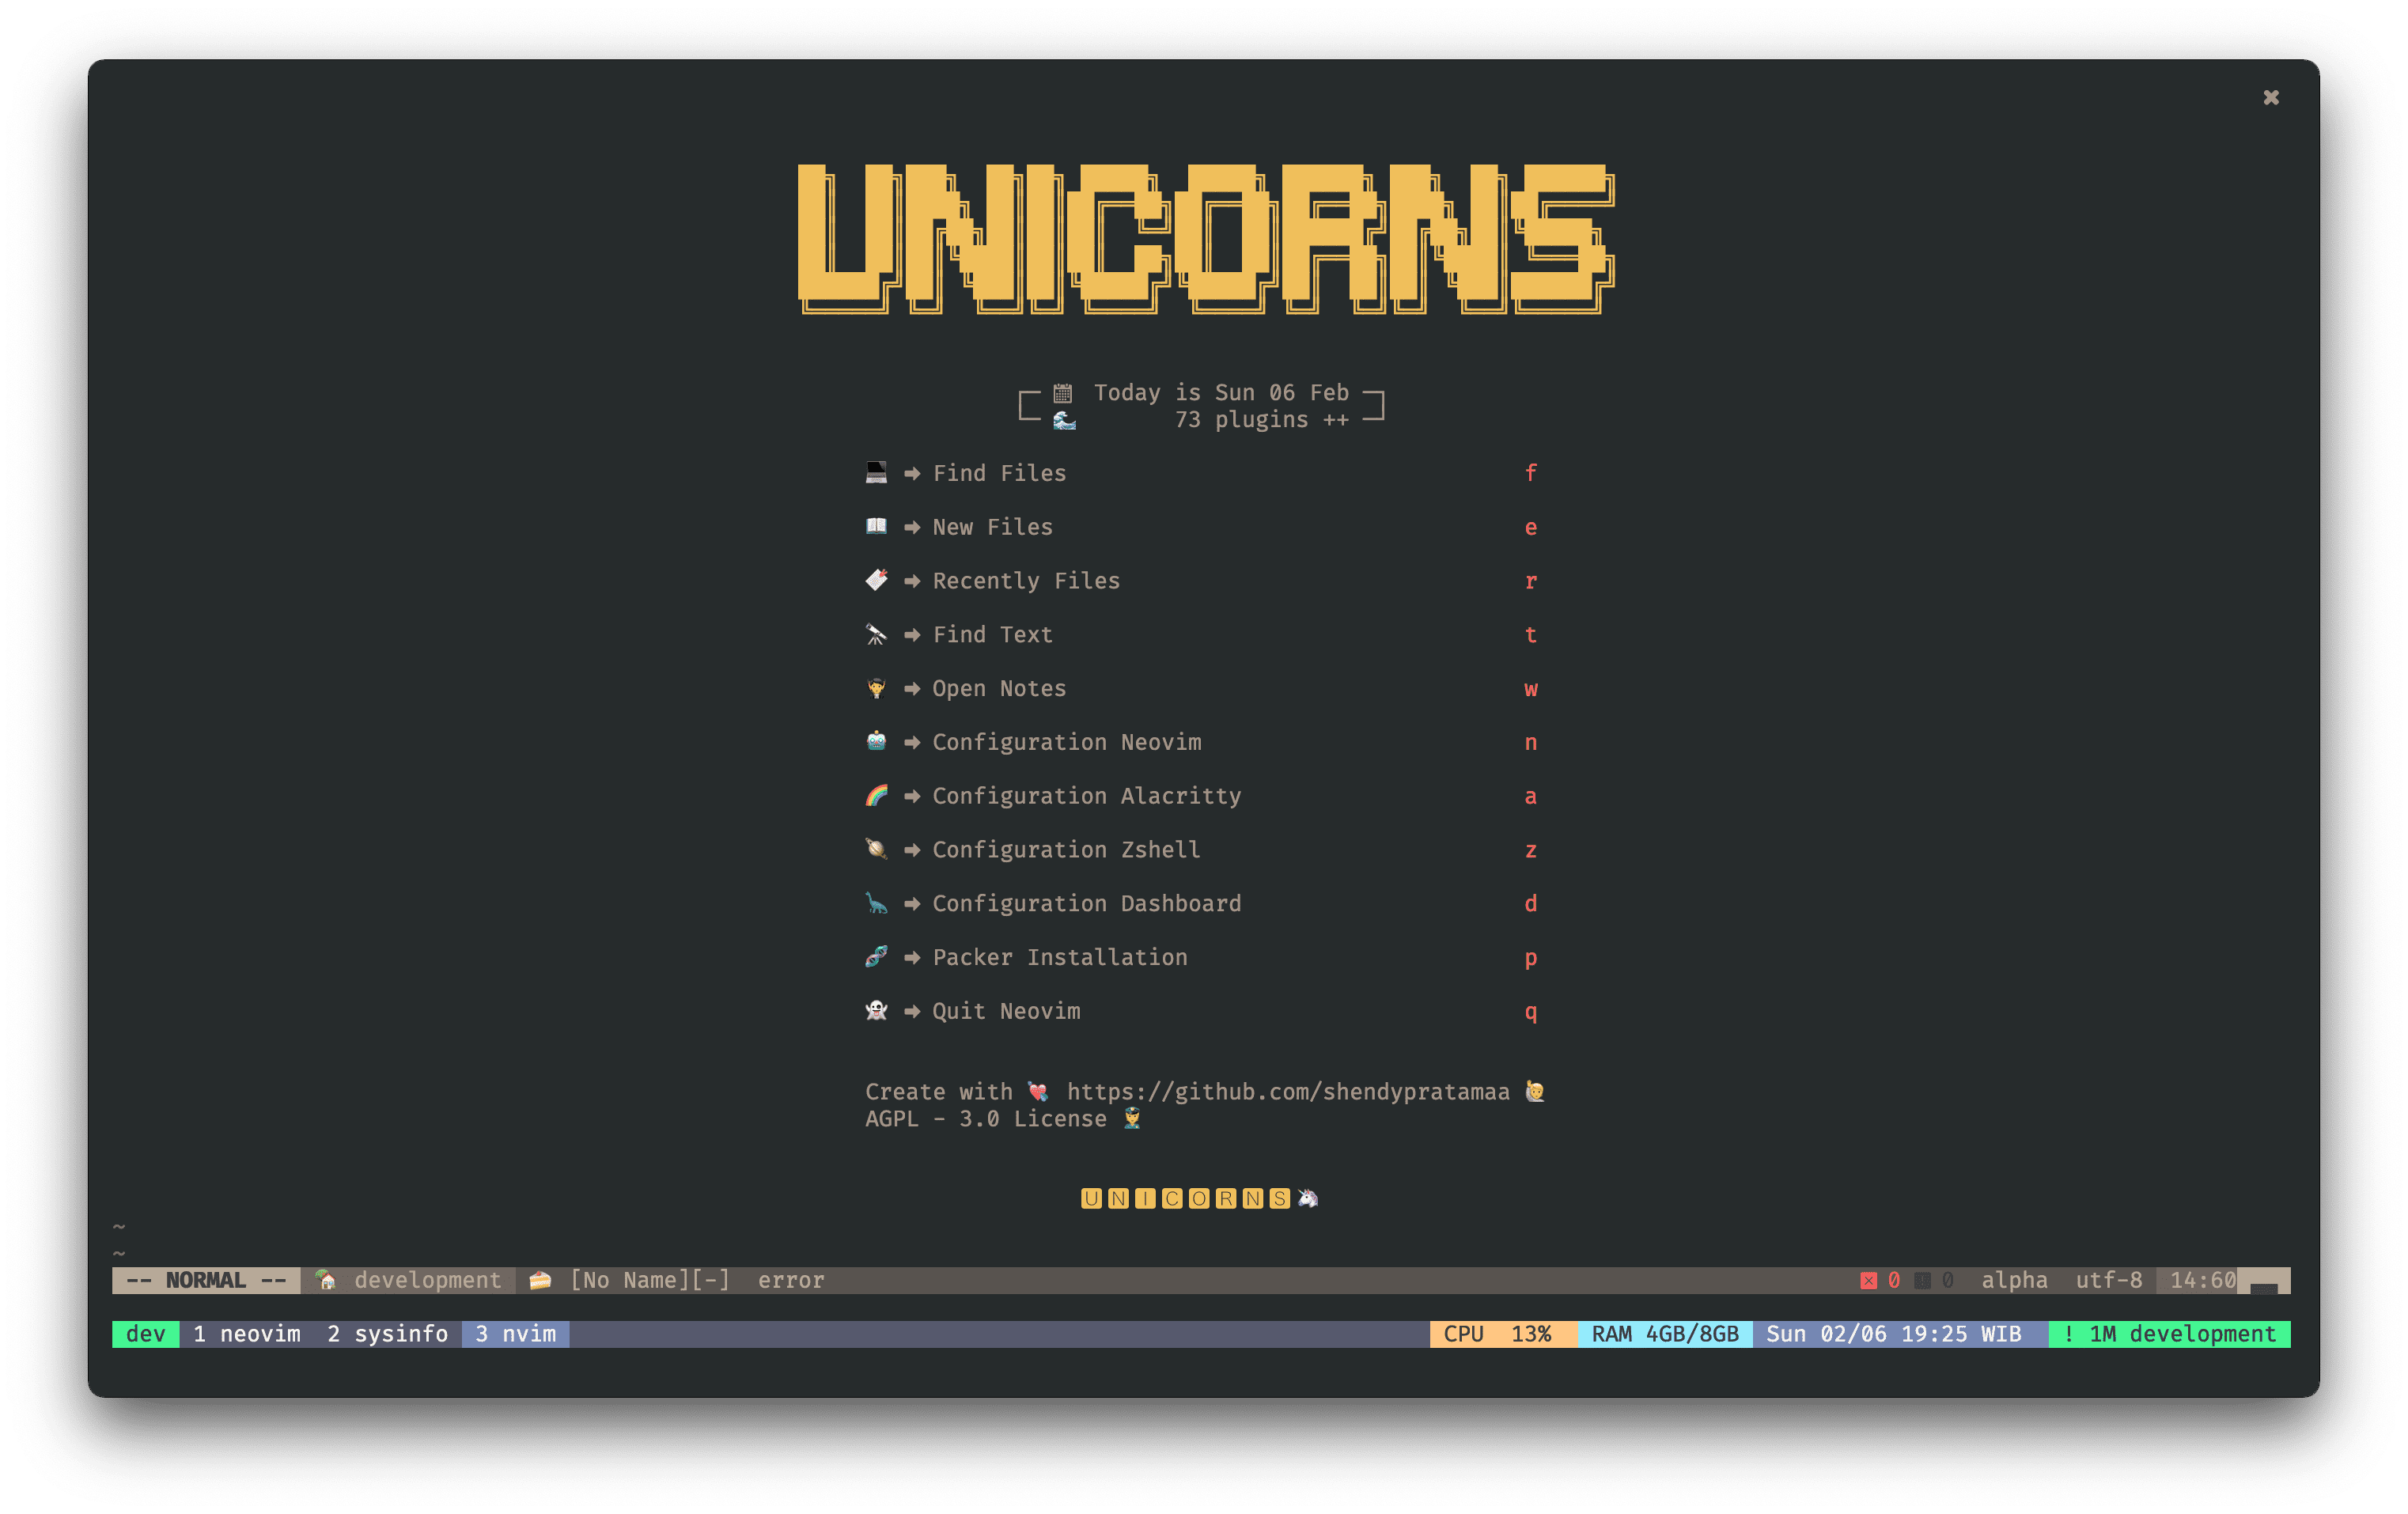 UNICORNS
Today is Sun 06 Feb
73 plugins ++
Find Files f
New Files e
Recently Files r
Find Text t
Open Notes w
Configuration Neovim n
Configuration Alacritty a
Configuration Zshell z
Configuration Dashboard d
Packer Installation p
Quit Neovim q
Create with 💘 https://github.com/shendypratamaa 🙋
AGPL - 3.0 License
UNICORNS🦄
~
~
-- NORMAL -- development [No Name][-] error 0 0 alpha utf-8 14:60
dev 1 neovim 2 sysinfo 3 nvim CPU 13% RAM 4GB/8GB Sun 02/06 19:25 WIB ! 1M development